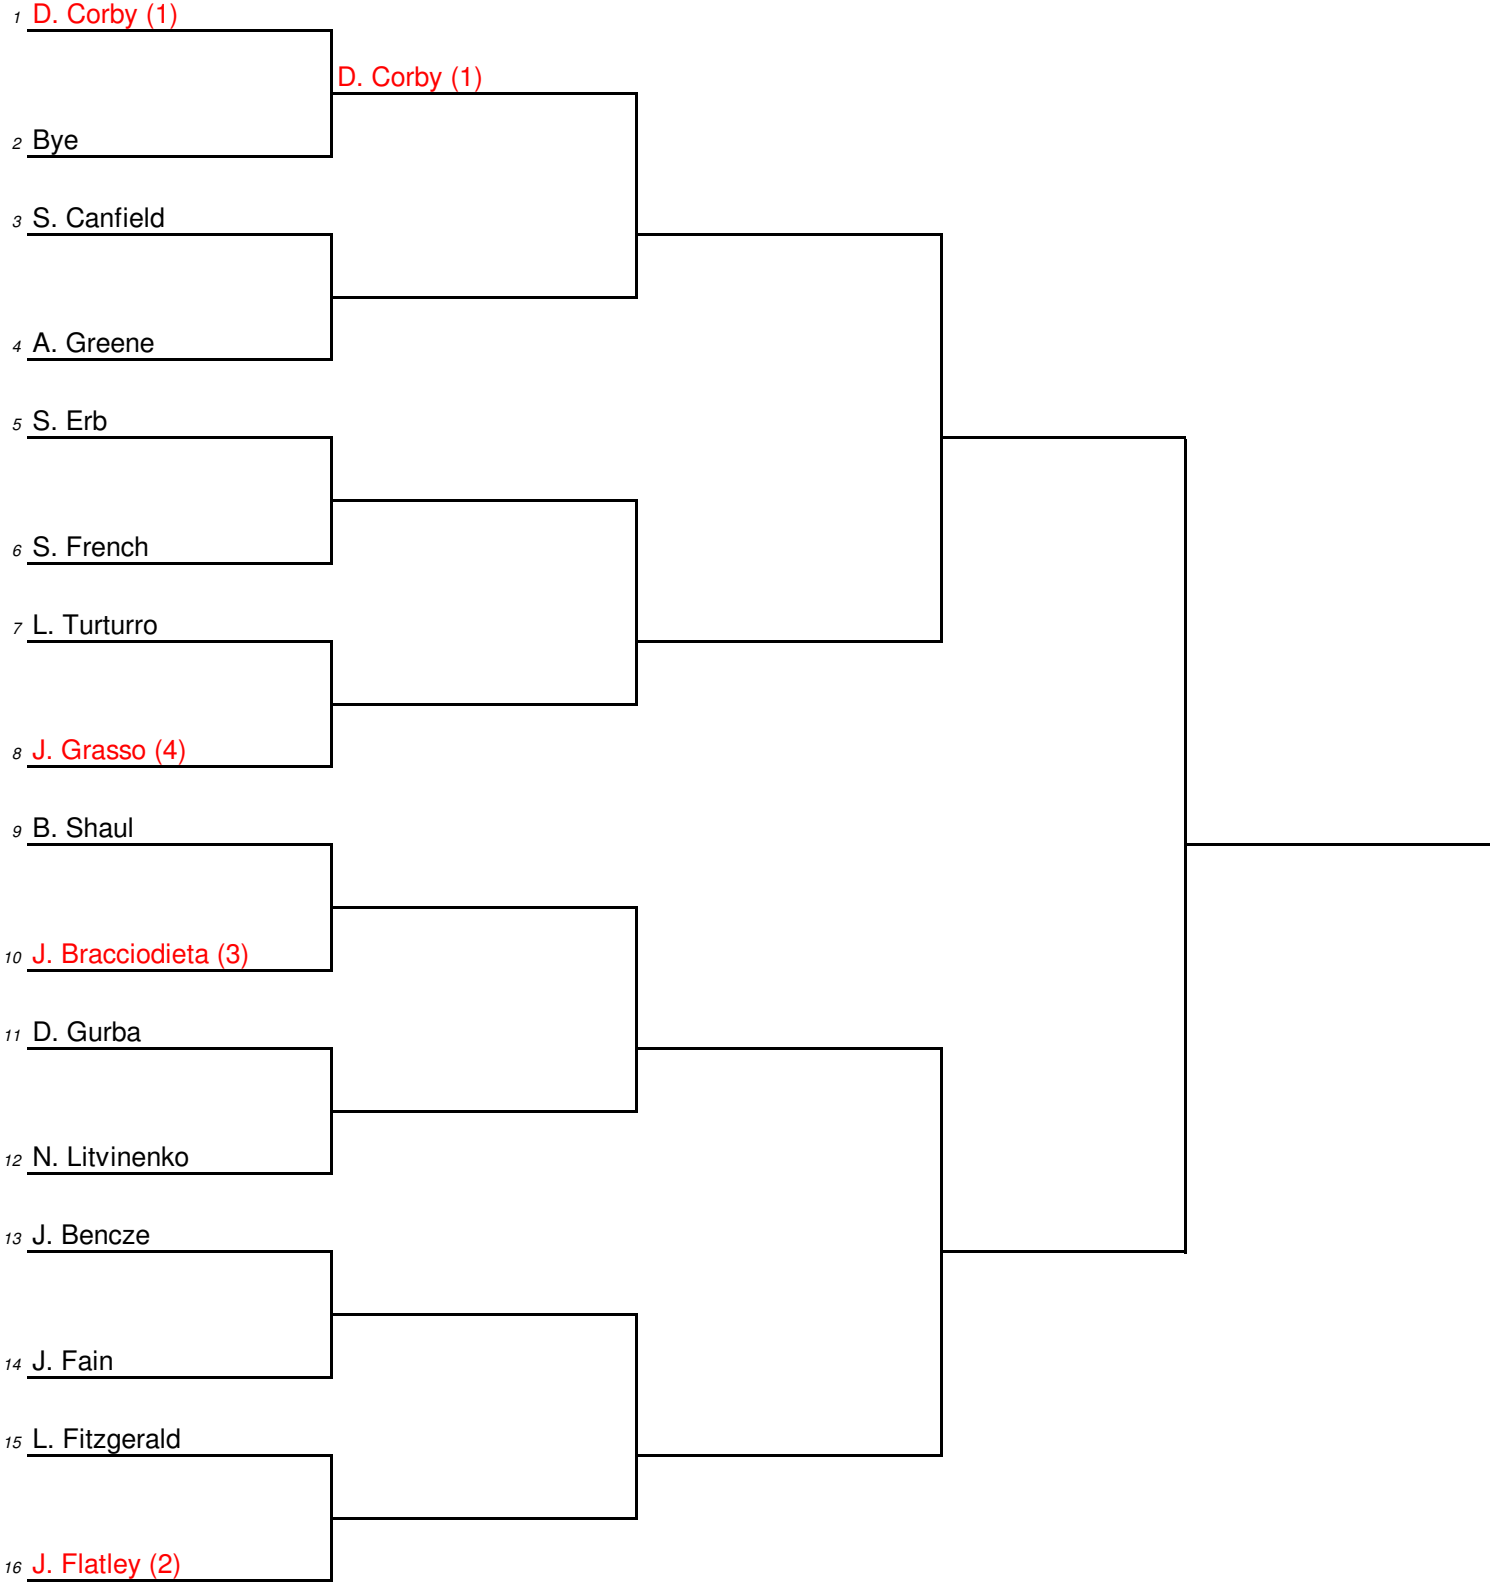 1 D. Corby (1)
D. Corby (1)
2 Bye
3 S. Canfield
4 A. Greene
5 S. Erb
6 S. French
7 L. Turturro
8 J. Grasso (4)
9 B. Shaul
10 J. Bracciodieta (3)
11 D. Gurba
12 N. Litvinenko
13 J. Bencze
14 J. Fain
15 L. Fitzgerald
16 J. Flatley (2)